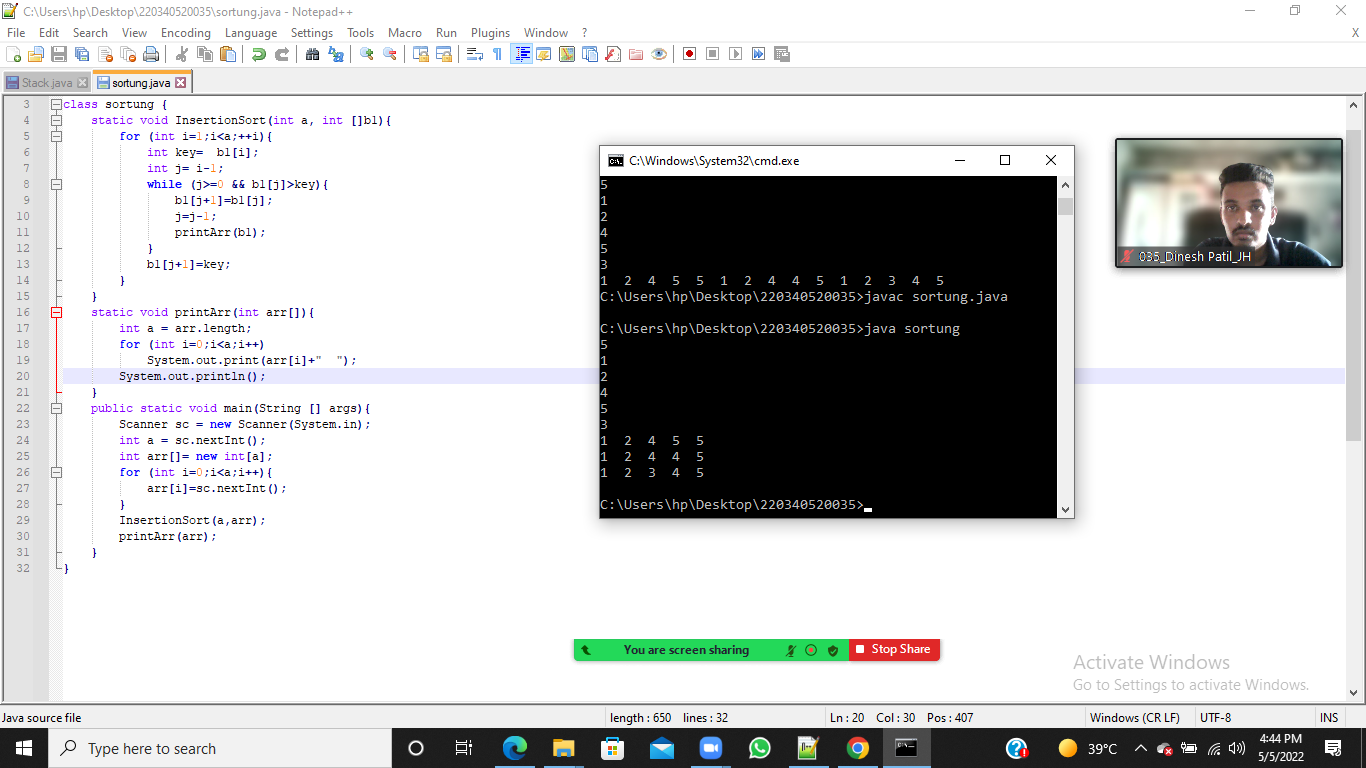 C:\Users\hp\Desktop\220340520035\sortung.java - Notepad++
File Edit Search View Encoding Language Settings Tools Macro Run Plugins Window ? X
Stack.java sortung.java
3 class sortung {
4 static void InsertionSort(int a, int []b1){
5 for (int i=1;i<a;++i){
6 int key= b1[i];
7 int j= i-1;
8 while (j>=0 && b1[j]>key){
9 b1[j+1]=b1[j];
10 j=j-1;
11 printArr(b1);
12 }
13 b1[j+1]=key;
14 }
15 }
16 static void printArr(int arr[]){
17 int a = arr.length;
18 for (int i=0;i<a;i++)
19 System.out.print(arr[i]+"  ");
20 System.out.println();
21 }
22 public static void main(String [] args){
23 Scanner sc = new Scanner(System.in);
24 int a = sc.nextInt();
25 int arr[]= new int[a];
26 for (int i=0;i<a;i++){
27 arr[i]=sc.nextInt();
28 }
29 InsertionSort(a,arr);
30 printArr(arr);
31 }
32 }
C:\Windows\System32\cmd.exe
5
1
2
4
5
3
1 2 4 5 5 1 2 4 4 5 1 2 3 4 5
C:\Users\hp\Desktop\220340520035>javac sortung.java
C:\Users\hp\Desktop\220340520035>java sortung
5
1
2
4
5
3
1 2 4 5 5
1 2 4 4 5
1 2 3 4 5
C:\Users\hp\Desktop\220340520035>
035_Dinesh Patil_JH
You are screen sharing Stop Share
Activate Windows
Go to Settings to activate Windows.
Java source file length : 650 lines : 32 Ln : 20 Col : 30 Pos : 407 Windows (CR LF) UTF-8 INS
Type here to search
39°C
4:44 PM
5/5/2022